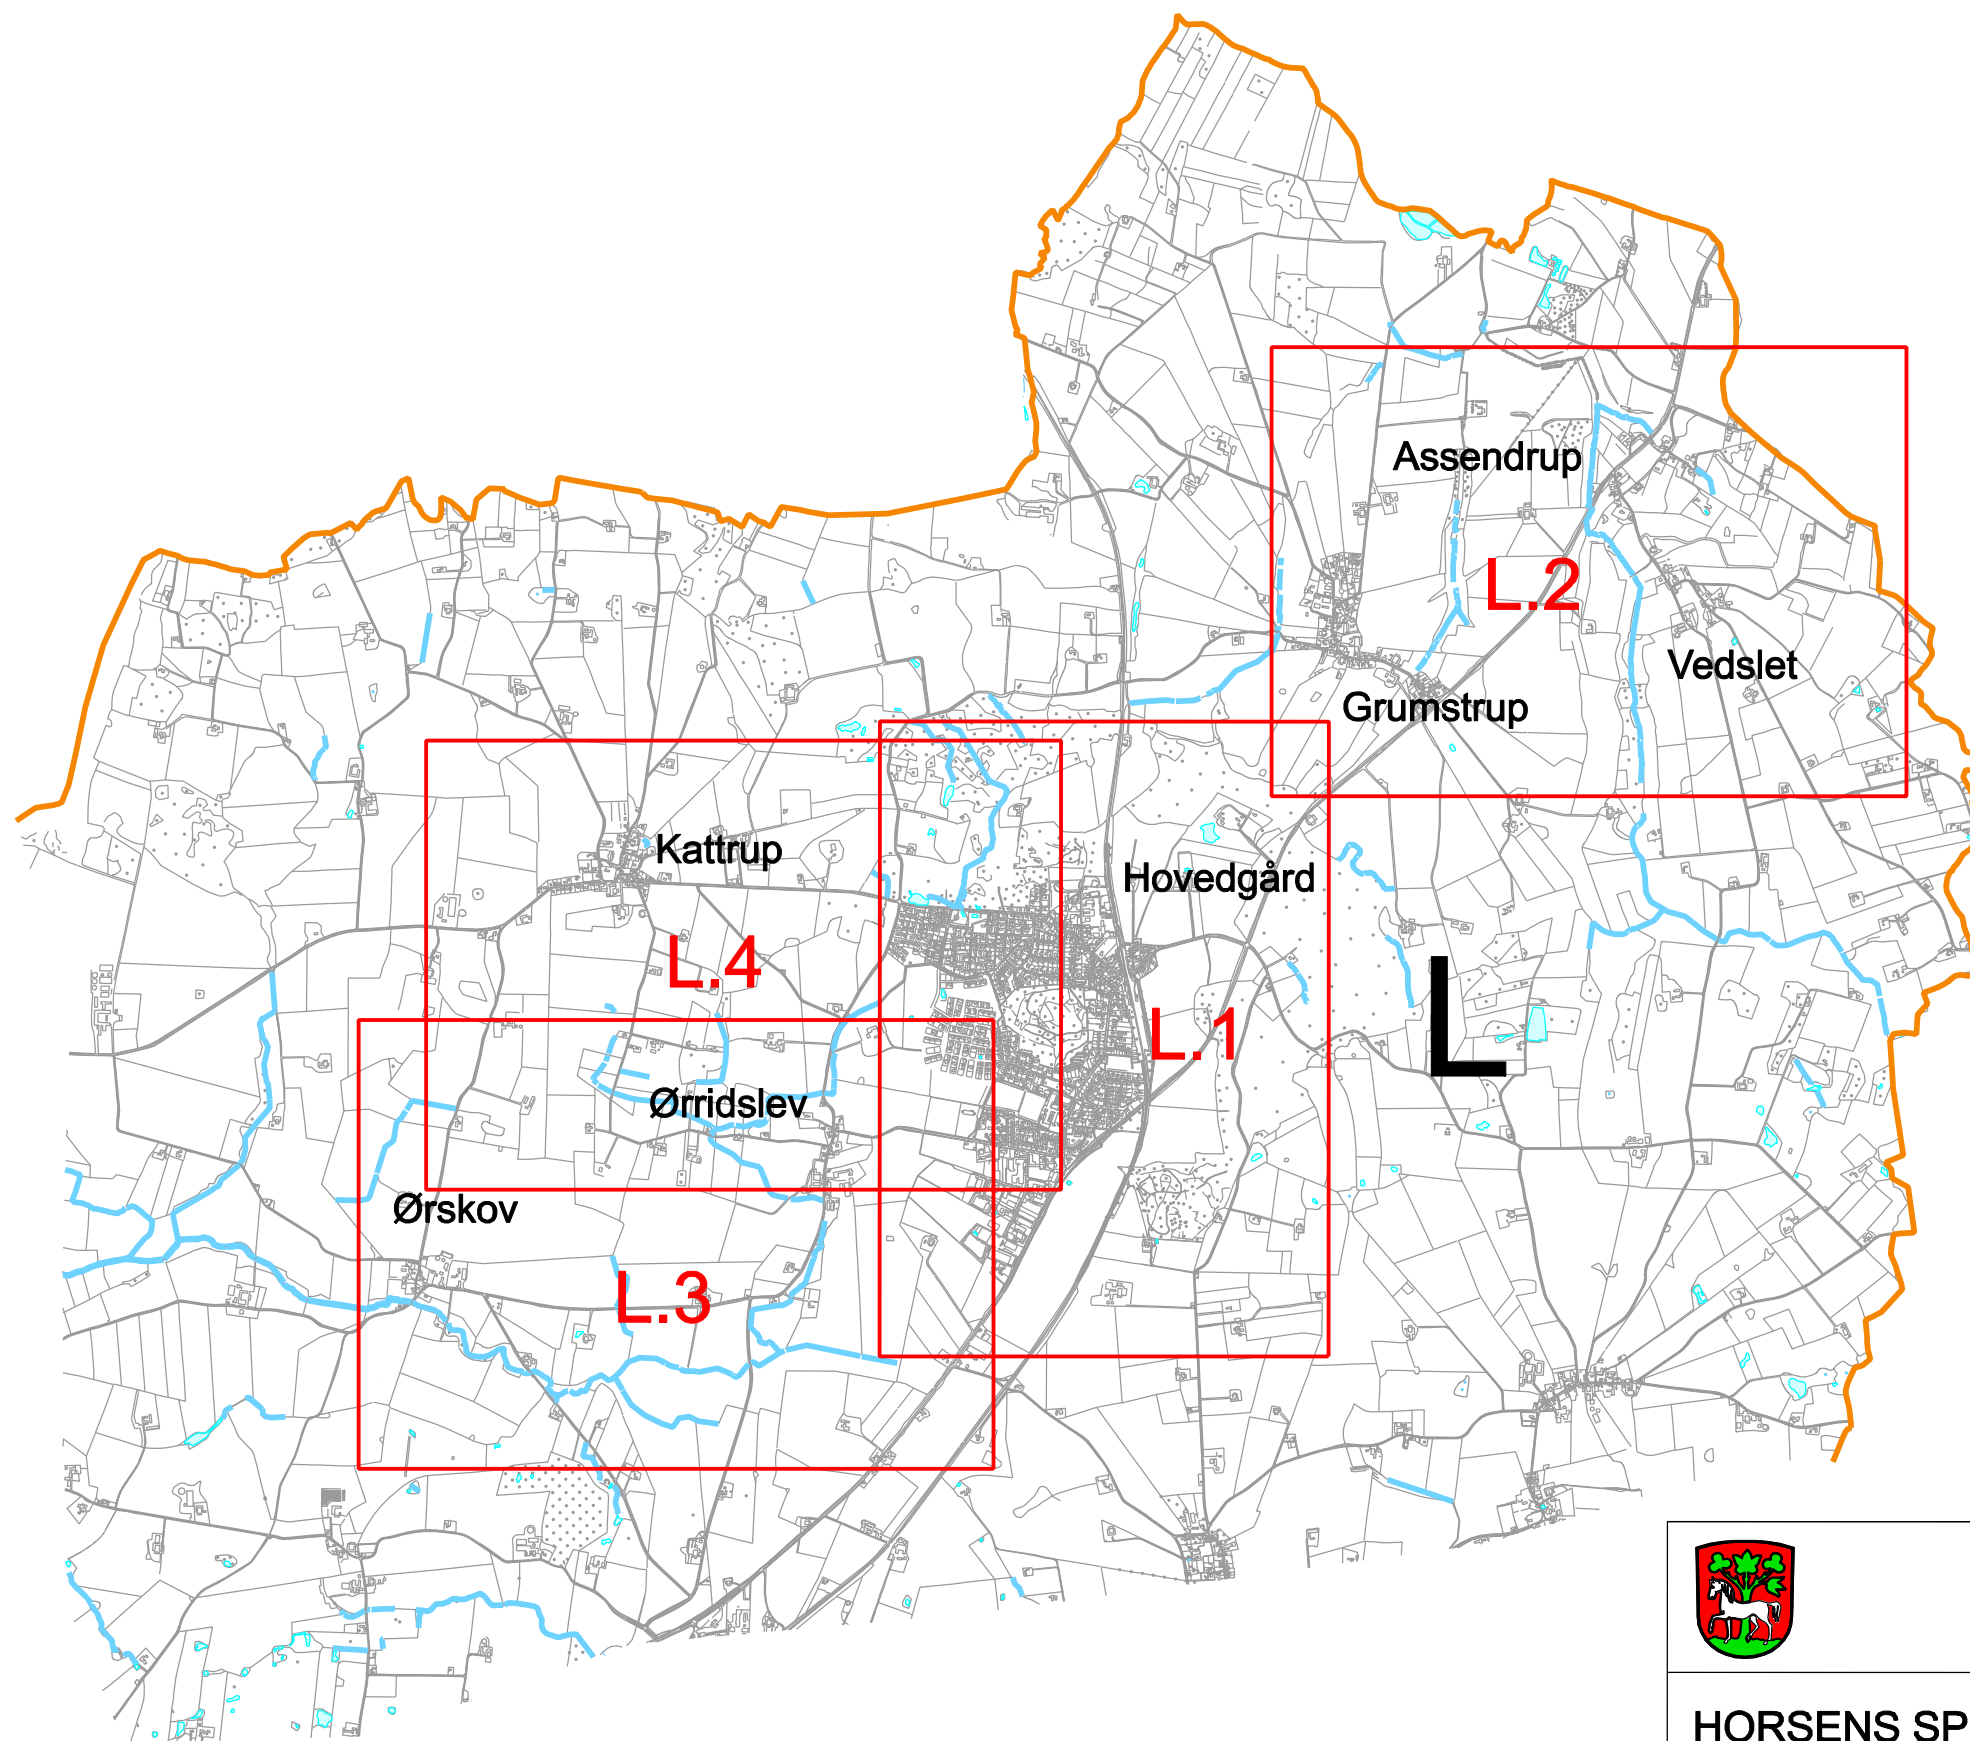 Assendrup
L.2
Vedslet
Grumstrup
Kattrup
Hovedgård
L.4
L
L.1
Ørridslev
Ørskov
L.3
HORSENS SP